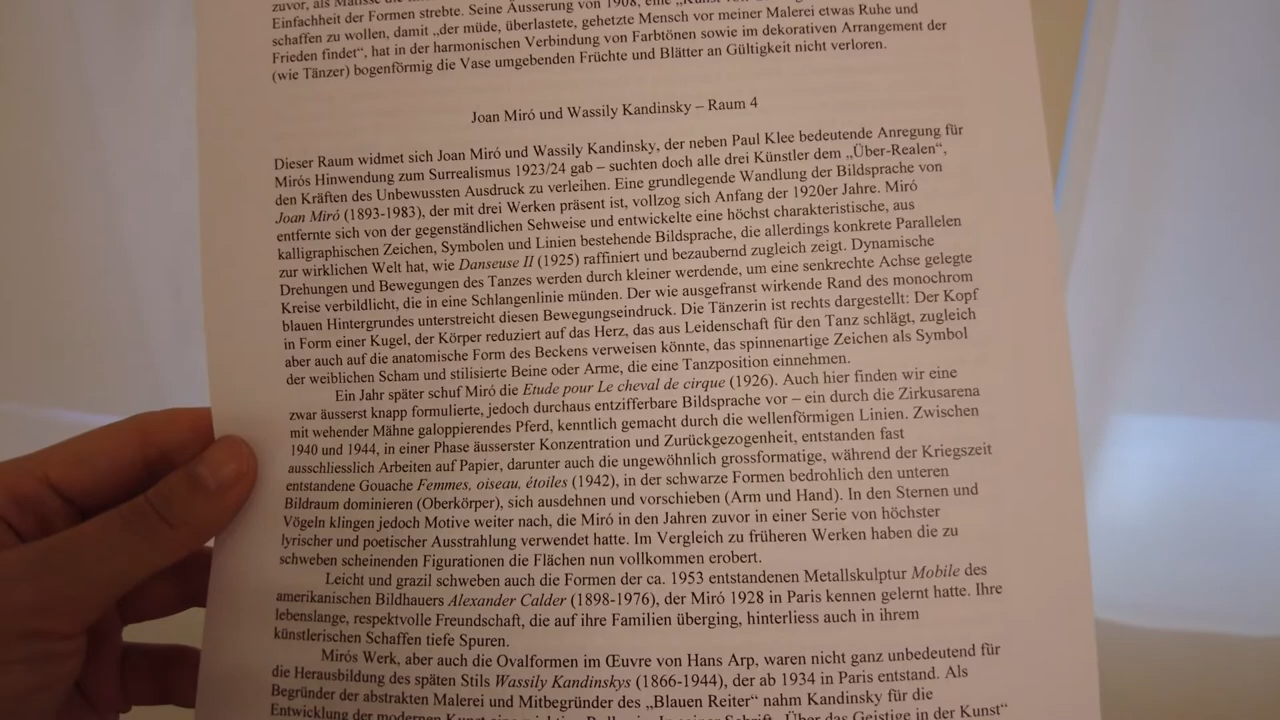 zuvor, als Matisse die
Einfachheit der Formen strebte. Seine Äusserung von 1908, eine „Kunst
schaffen zu wollen, damit „der müde, überlastete, gehetzte Mensch vor meiner Malerei etwas Ruhe und
Frieden findet“, hat in der harmonischen Verbindung von Farbtönen sowie im dekorativen Arrangement der
(wie Tänzer) bogenförmig die Vase umgebenden Früchte und Blätter an Gültigkeit nicht verloren.
Joan Miró und Wassily Kandinsky – Raum 4
Dieser Raum widmet sich Joan Miró und Wassily Kandinsky, der neben Paul Klee bedeutende Anregung für
Mirós Hinwendung zum Surrealismus 1923/24 gab – suchten doch alle drei Künstler dem „Über-Realen“,
den Kräften des Unbewussten Ausdruck zu verleihen. Eine grundlegende Wandlung der Bildsprache von
Joan Miró (1893-1983), der mit drei Werken präsent ist, vollzog sich Anfang der 1920er Jahre. Miró
entfernte sich von der gegenständlichen Sehweise und entwickelte eine höchst charakteristische, aus
kalligraphischen Zeichen, Symbolen und Linien bestehende Bildsprache, die allerdings konkrete Parallelen
zur wirklichen Welt hat, wie Danseuse II (1925) raffiniert und bezaubernd zugleich zeigt. Dynamische
Drehungen und Bewegungen des Tanzes werden durch kleiner werdende, um eine senkrechte Achse gelegte
Kreise verbildlicht, die in eine Schlangenlinie münden. Der wie ausgefranst wirkende Rand des monochrom
blauen Hintergrundes unterstreicht diesen Bewegungseindruck. Die Tänzerin ist rechts dargestellt: Der Kopf
in Form einer Kugel, der Körper reduziert auf das Herz, das aus Leidenschaft für den Tanz schlägt, zugleich
aber auch auf die anatomische Form des Beckens verweisen könnte, das spinnenartige Zeichen als Symbol
der weiblichen Scham und stilisierte Beine oder Arme, die eine Tanzposition einnehmen.
Ein Jahr später schuf Miró die Etude pour Le cheval de cirque (1926). Auch hier finden wir eine
zwar äusserst knapp formulierte, jedoch durchaus entzifferbare Bildsprache vor – ein durch die Zirkusarena
mit wehender Mähne galoppierendes Pferd, kenntlich gemacht durch die wellenförmigen Linien. Zwischen
1940 und 1944, in einer Phase äusserster Konzentration und Zurückgezogenheit, entstanden fast
ausschliesslich Arbeiten auf Papier, darunter auch die ungewöhnlich grossformatige, während der Kriegszeit
entstandene Gouache Femmes, oiseau, étoiles (1942), in der schwarze Formen bedrohlich den unteren
Bildraum dominieren (Oberkörper), sich ausdehnen und vorschieben (Arm und Hand). In den Sternen und
Vögeln klingen jedoch Motive weiter nach, die Miró in den Jahren zuvor in einer Serie von höchster
lyrischer und poetischer Ausstrahlung verwendet hatte. Im Vergleich zu früheren Werken haben die zu
schweben scheinenden Figurationen die Flächen nun vollkommen erobert.
Leicht und grazil schweben auch die Formen der ca. 1953 entstandenen Metallskulptur Mobile des
amerikanischen Bildhauers Alexander Calder (1898-1976), der Miró 1928 in Paris kennen gelernt hatte. Ihre
lebenslange, respektvolle Freundschaft, die auf ihre Familien überging, hinterliess auch in ihrem
künstlerischen Schaffen tiefe Spuren.
Mirós Werk, aber auch die Ovalformen im Œuvre von Hans Arp, waren nicht ganz unbedeutend für
die Herausbildung des späten Stils Wassily Kandinskys (1866-1944), der ab 1934 in Paris entstand. Als
Begründer der abstrakten Malerei und Mitbegründer des „Blauen Reiter“ nahm Kandinsky für die
Entwicklung der modernen Kunst eine Schrift „Über das Geistige in der Kunst“